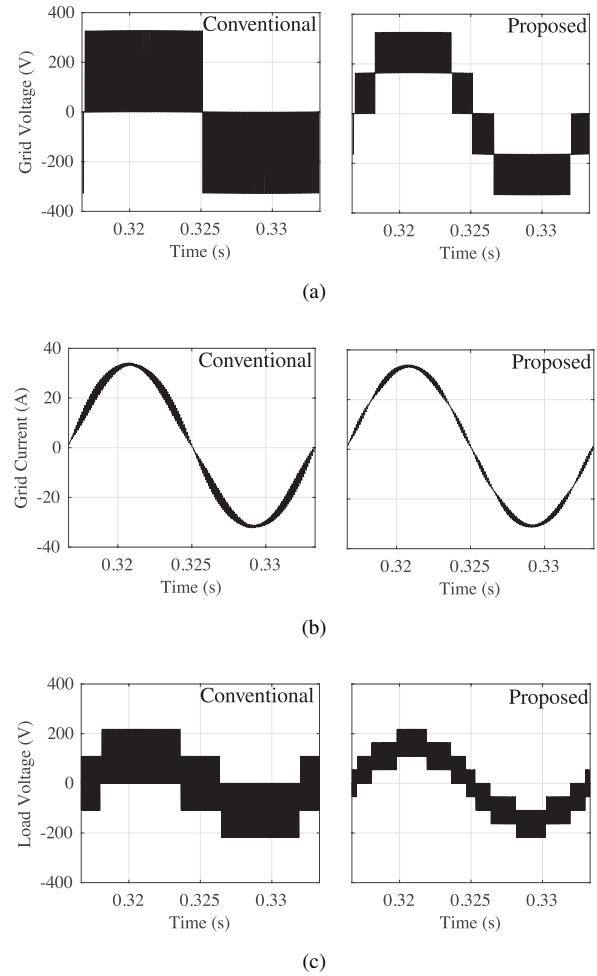 400
200
0
-200
-400
Grid Voltage (V)
Conventional
0.32
0.325
0.33
Time (s)
Proposed
0.32
0.325
0.33
Time (s)
(a)
40
20
0
-20
-40
Grid Current (A)
Conventional
0.32
0.325
0.33
Time (s)
Proposed
0.32
0.325
0.33
Time (s)
(b)
400
200
0
-200
-400
Load Voltage (V)
Conventional
0.32
0.325
0.33
Time (s)
Proposed
0.32
0.325
0.33
Time (s)
(c)